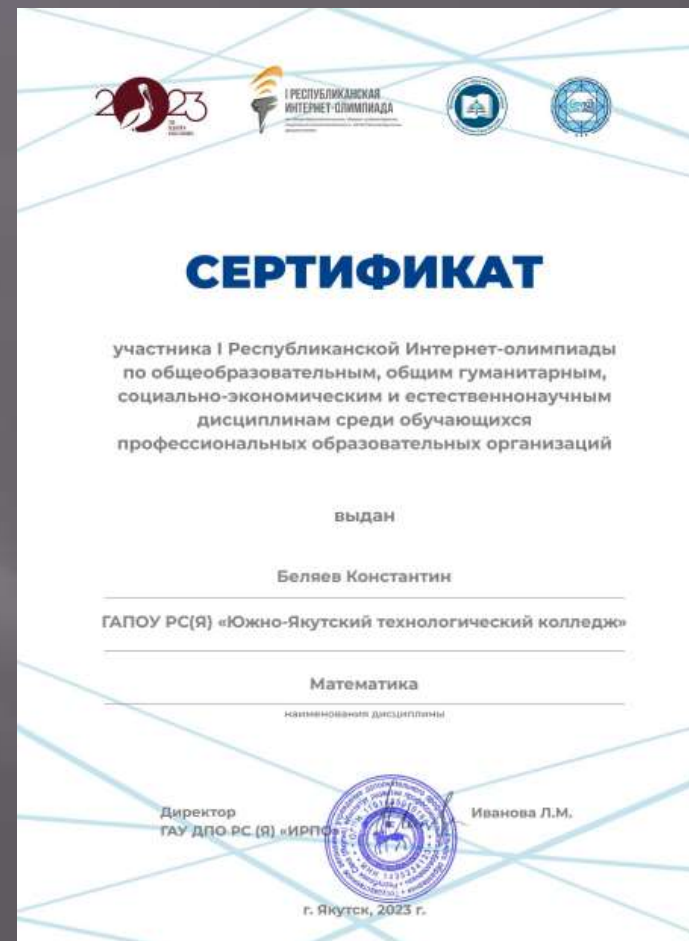 2023
I РЕСПУБЛИКАНСКАЯ
ИНТЕРНЕТ-ОЛИМПИАДА
СЕРТИФИКАТ
участника I Республиканской Интернет-олимпиады
по общеобразовательным, общим гуманитарным,
социально-экономическим и естественнонаучным
дисциплинам среди обучающихся
профессиональных образовательных организаций
выдан
Беляев Константин
ГАПОУ РС(Я) «Южно-Якутский технологический колледж»
Математика
наименования дисциплины
Директор
ГАУ ДПО РС (Я) «ИРПО»
Иванова Л.М.
г. Якутск, 2023 г.